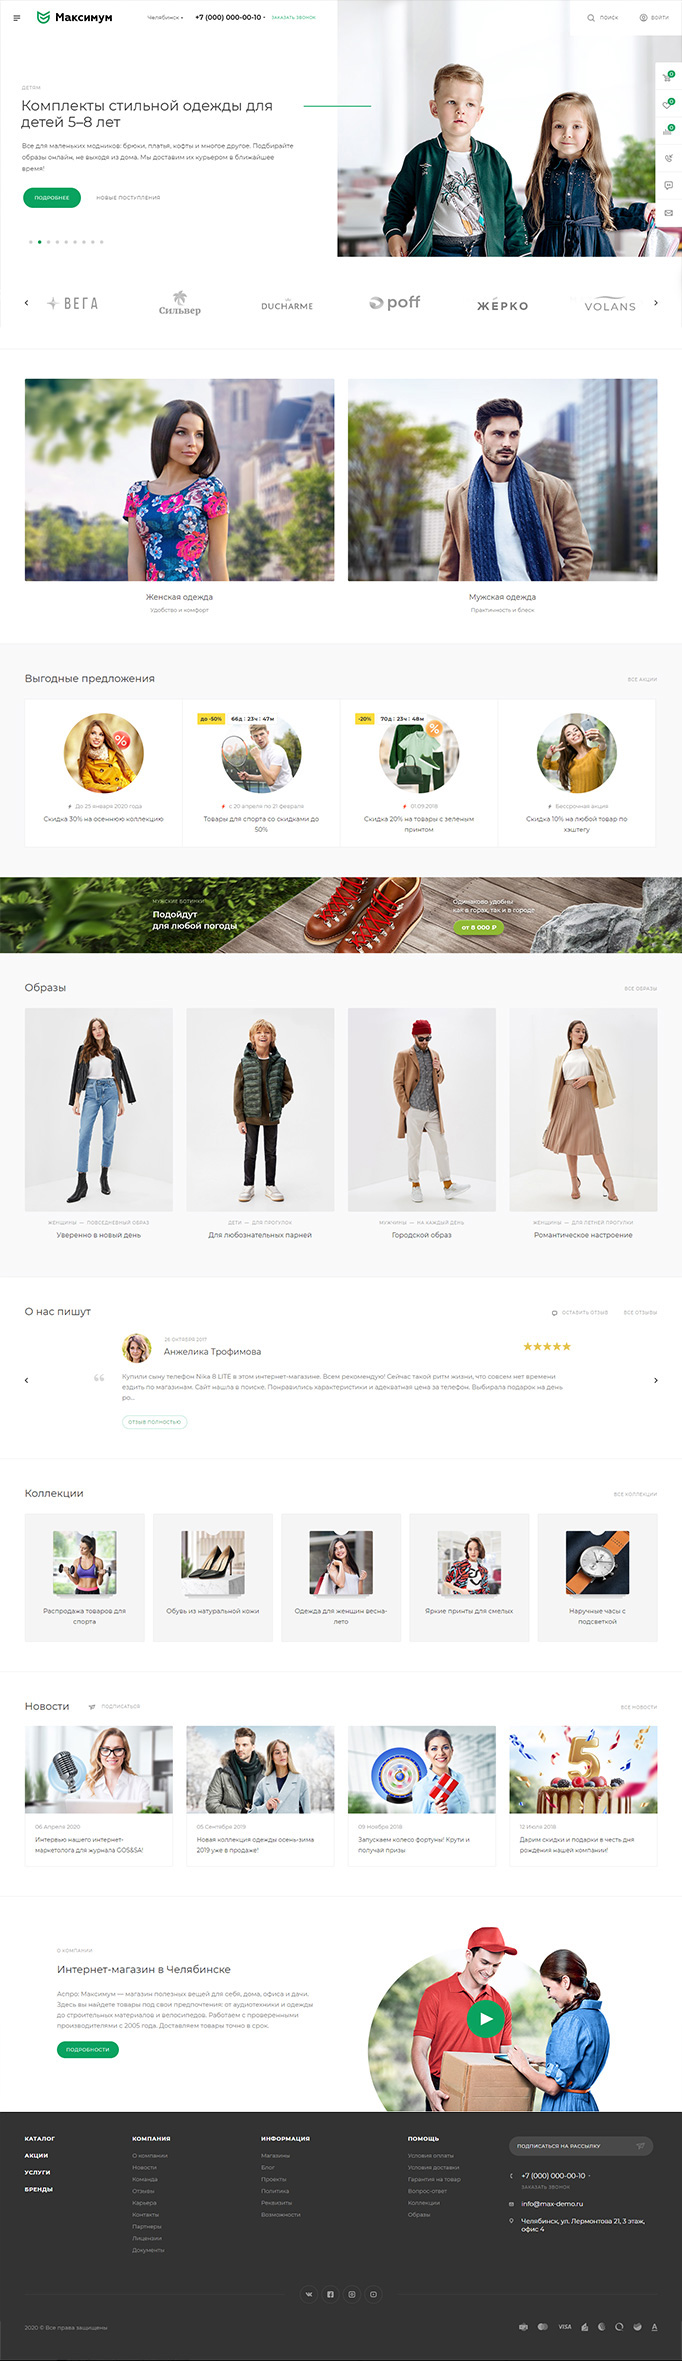 Максимум
Челябинск
+7 (000) 000-00-10
ЗАКАЗАТЬ ЗВОНОК
ПОИСК
ВОЙТИ
0
0
0
ДЕТЯМ
Комплекты стильной одежды для
детей 5–8 лет
Все для маленьких модников: брюки, платья, кофты и многое другое. Подбирайте
образы онлайн, не выходя из дома. Мы доставим их курьером в ближайшее
время!
ПОДРОБНЕЕ
НОВЫЕ ПОСТУПЛЕНИЯ
ВЕГА
Сильвер
DUCHARME
poff
ЖЕРКО
VOLANS
Женская одежда
Удобство и комфорт
Мужская одежда
Практичность и блеск
Выгодные предложения
ВСЕ АКЦИИ
До 25 января 2020 года
Скидка 30% на осеннюю коллекцию
до -50%
66д : 23ч : 47м
с 20 апреля по 21 февраля
Товары для спорта со скидками до
50%
-20%
70д : 23ч : 48м
01.09.2018
Скидка 20% на товары с зеленым
принтом
Бессрочная акция
Скидка 10% на любой товар по
хэштегу
МУЖСКИЕ БОТИНКИ
Подойдут
для любой погоды
Одинаково удобны
как в горах, так и в городе
от 8 000 ₽
Образы
ВСЕ ОБРАЗЫ
ЖЕНЩИНЫ — ПОВСЕДНЕВНЫЙ ОБРАЗ
Уверенно в новый день
ДЕТИ — ДЛЯ ПРОГУЛОК
Для любознательных парней
МУЖЧИНЫ — НА КАЖДЫЙ ДЕНЬ
Городской образ
ЖЕНЩИНЫ — ДЛЯ ЛЕТНЕЙ ПРОГУЛКИ
Романтическое настроение
О нас пишут
ОСТАВИТЬ ОТЗЫВ
ВСЕ ОТЗЫВЫ
26 ОКТЯБРЯ 2017
Анжелика Трофимова
Купили сыну телефон Nika 8 LITE в этом интернет-магазине. Всем рекомендую! Сейчас такой ритм жизни, что совсем нет времени
ездить по магазинам. Сайт нашла в поиске. Понравились характеристики и адекватная цена за телефон. Выбирала подарок на день
ро...
ОТЗЫВ ПОЛНОСТЬЮ
Коллекции
ВСЕ КОЛЛЕКЦИИ
Распродажа товаров для
спорта
Обувь из натуральной кожи
Одежда для женщин весна-
лето
Яркие принты для смелых
Наручные часы с
подсветкой
Новости
ПОДПИСАТЬСЯ
ВСЕ НОВОСТИ
06 Апреля 2020
Интервью нашего интернет-
маркетолога для журнала GOS&SA!
05 Сентября 2019
Новая коллекция одежды осень-зима
2019 уже в продаже!
09 Ноября 2018
Запускаем колесо фортуны! Крути и
получай призы
5
12 Июля 2018
Дарим скидки и подарки в честь дня
рождения нашей компании!
О КОМПАНИИ
Интернет-магазин в Челябинске
Аспро: Максимум — магазин полезных вещей для себя, дома, офиса и дачи.
Здесь вы найдете товары под свои предпочтения: от аудиотехники и одежды
до строительных материалов и велосипедов. Работаем с проверенными
производителями с 2005 года. Доставляем товары точно в срок.
ПОДРОБНОСТИ
КАТАЛОГ
АКЦИИ
УСЛУГИ
БРЕНДЫ
КОМПАНИЯ
О компании
Новости
Команда
Отзывы
Карьера
Контакты
Партнеры
Лицензии
Документы
ИНФОРМАЦИЯ
Магазины
Блог
Проекты
Политика
Реквизиты
Возможности
ПОМОЩЬ
Условия оплаты
Условия доставки
Гарантия на товар
Вопрос-ответ
Коллекции
Образы
ПОДПИСАТЬСЯ НА РАССЫЛКУ
+7 (000) 000-00-10
ЗАКАЗАТЬ ЗВОНОК
info@max-demo.ru
Челябинск, ул. Лермонтова 21, 3 этаж,
офис 4
2020 © Все права защищены
VISA